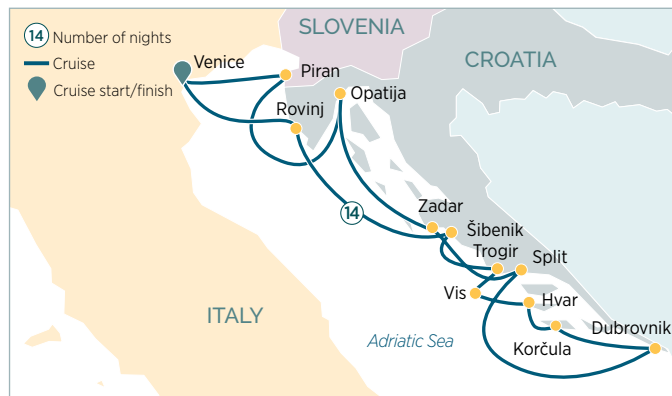 14 Number of nights
Cruise
Cruise start/finish
SLOVENIA
CROATIA
Venice
Piran
Opatija
Rovinj
Zadar
14
Šibenik
Trogir
Split
Vis
Hvar
ITALY
Adriatic Sea
Korčula
Dubrovnik